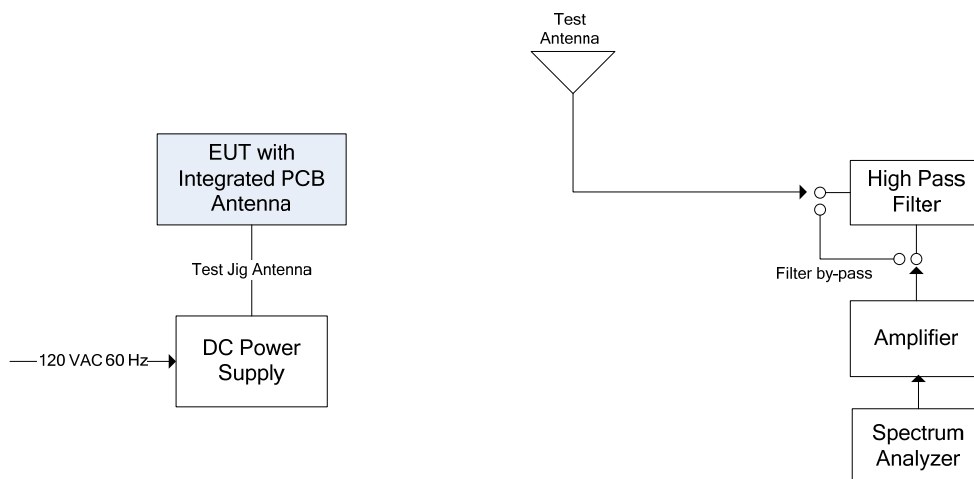 Test
Antenna
EUT with
Integrated PCB
Antenna
High Pass
Filter
Test Jig Antenna
Filter by-pass
Amplifier
DC Power
Supply
120 VAC 60 Hz
Spectrum
Analyzer